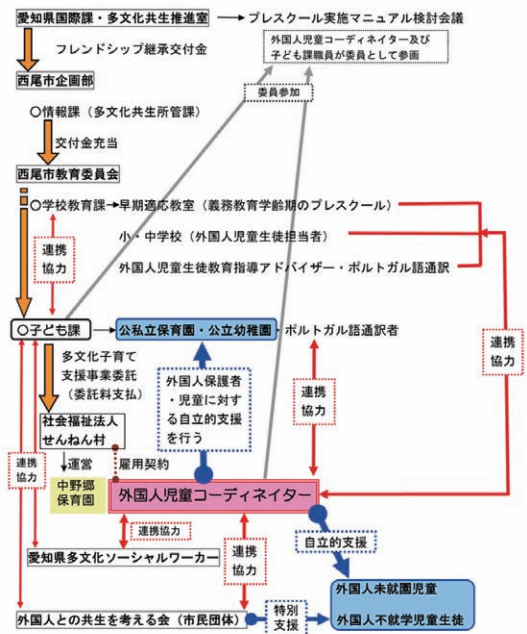 愛知県国際課・多文化共生推進室
プレスクール実施マニュアル検討会議
フレンドシップ継承交付金
外国人児童コーディネイター及び
子ども課職員が委員として参画
西尾市企画部
委員参加
〇情報課（多文化共生所管課）
交付金充当
西尾市教育委員会
〇学校教育課
早期適応教室（義務教育学齢期のプレスクール）
連携
協力
小・中学校（外国人児童生徒担当者）
外国人児童生徒教育指導アドバイザー・ポルトガル語通訳
〇子ども課
公私立保育園・公立幼稚園・ポルトガル語通訳者
多文化子育て
支援事業委託
（委託料支払）
外国人保護者
・児童に対す
る自立的支援
を行う
連携
協力
連携
協力
社会福祉法人
せんねん村
連携
協力
運営
雇用契約
中野郷
保育園
外国人児童コーディネイター
連携協力
連携
協力
自立的支援
愛知県多文化ソーシャルワーカー
外国人未就園児童
外国人不就学児童生徒
外国人との共生を考える会（市民団体）
特別
支援